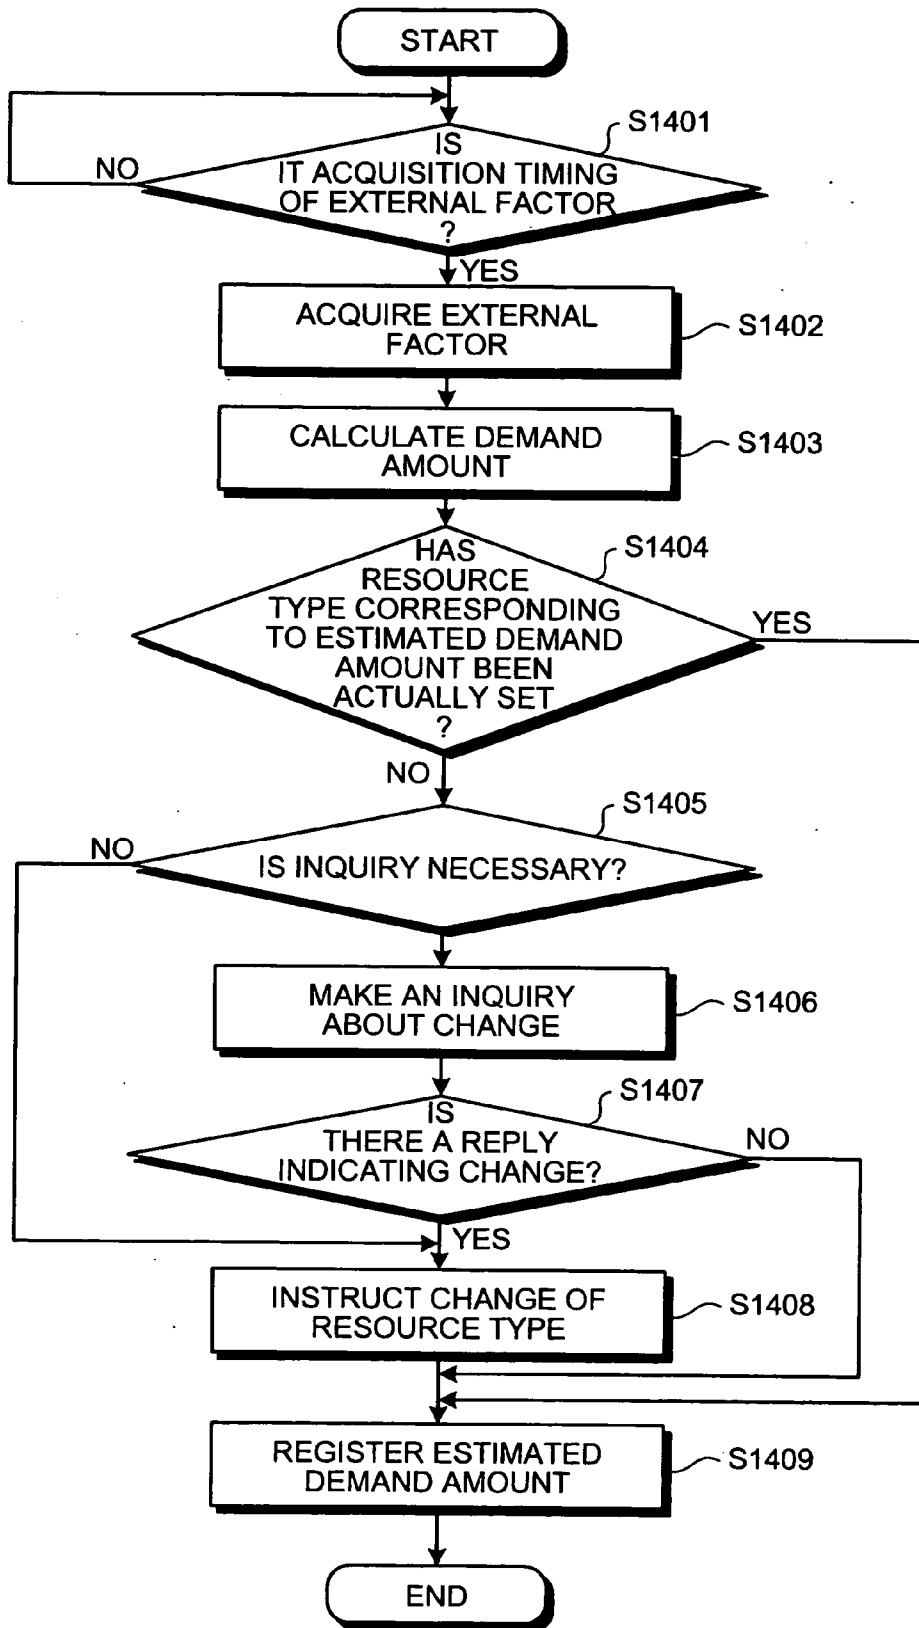 START
S1401
IS
IT ACQUISITION TIMING
OF EXTERNAL FACTOR
?
NO
YES
ACQUIRE EXTERNAL
FACTOR
S1402
CALCULATE DEMAND
AMOUNT
S1403
S1404
HAS
RESOURCE
TYPE CORRESPONDING
TO ESTIMATED DEMAND
AMOUNT BEEN
ACTUALLY SET
?
YES
NO
S1405
NO
IS INQUIRY NECESSARY?
MAKE AN INQUIRY
ABOUT CHANGE
S1406
S1407
IS
THERE A REPLY
INDICATING CHANGE?
NO
YES
INSTRUCT CHANGE OF
RESOURCE TYPE
S1408
REGISTER ESTIMATED
DEMAND AMOUNT
S1409
END